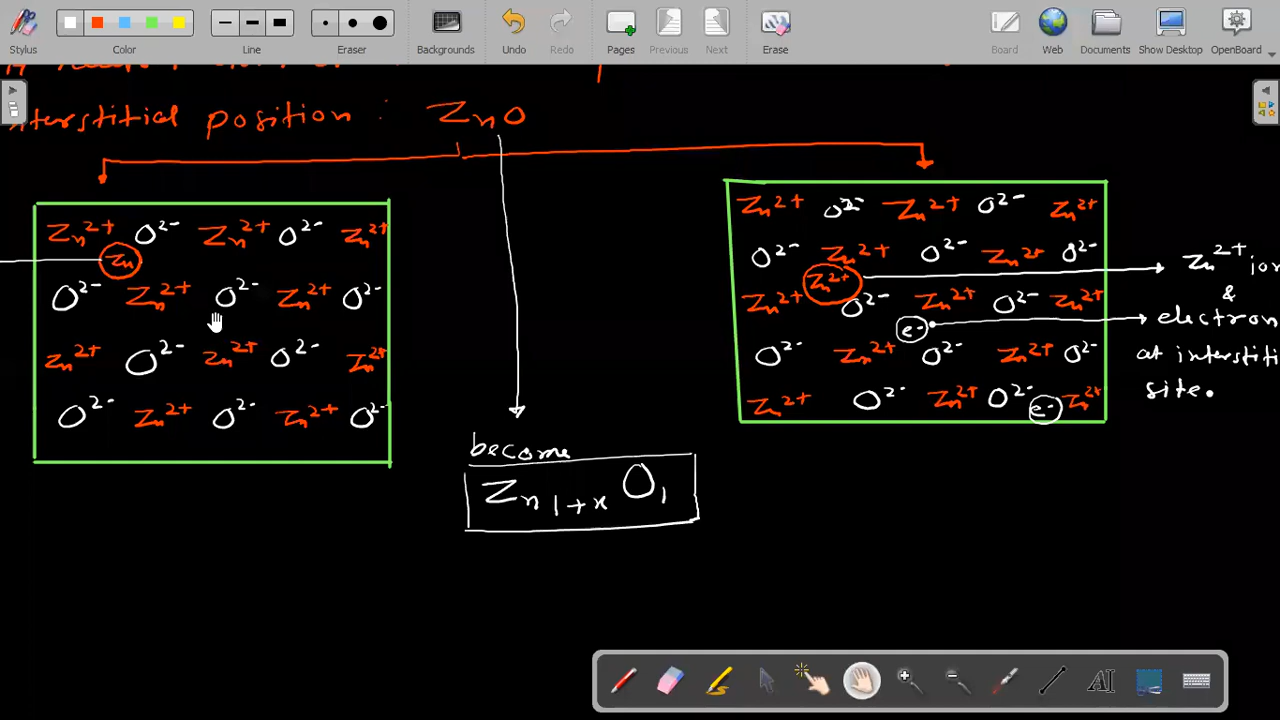 Stylus Color Line Eraser Backgrounds Undo Redo Pages Previous Next Erase Board Web Documents Show Desktop OpenBoard
nterstitial position : ZnO
Zn²⁺ O²⁻ Zn²⁺ O²⁻ Zn²⁺
Zn
O²⁻ Zn²⁺ O²⁻ Zn²⁺ O²⁻
Zn²⁺ O²⁻ Zn²⁺ O²⁻ Zn²⁺
O²⁻ Zn²⁺ O²⁻ Zn²⁺ O²⁻
become
Zn₁₊ₓ O₁
Zn²⁺ O²⁻ Zn²⁺ O²⁻ Zn²⁺
O²⁻ Zn²⁺ O²⁻ Zn²⁺ O²⁻
Zn²⁺
Zn²⁺ O²⁻ Zn²⁺ O²⁻ Zn²⁺
e⁻
O²⁻ Zn²⁺ O²⁻ Zn²⁺ O²⁻
Zn²⁺ O²⁻ Zn²⁺ O²⁻ Zn²⁺
e⁻
Zn²⁺ ion
&
electron
at interstiti
site.
AI